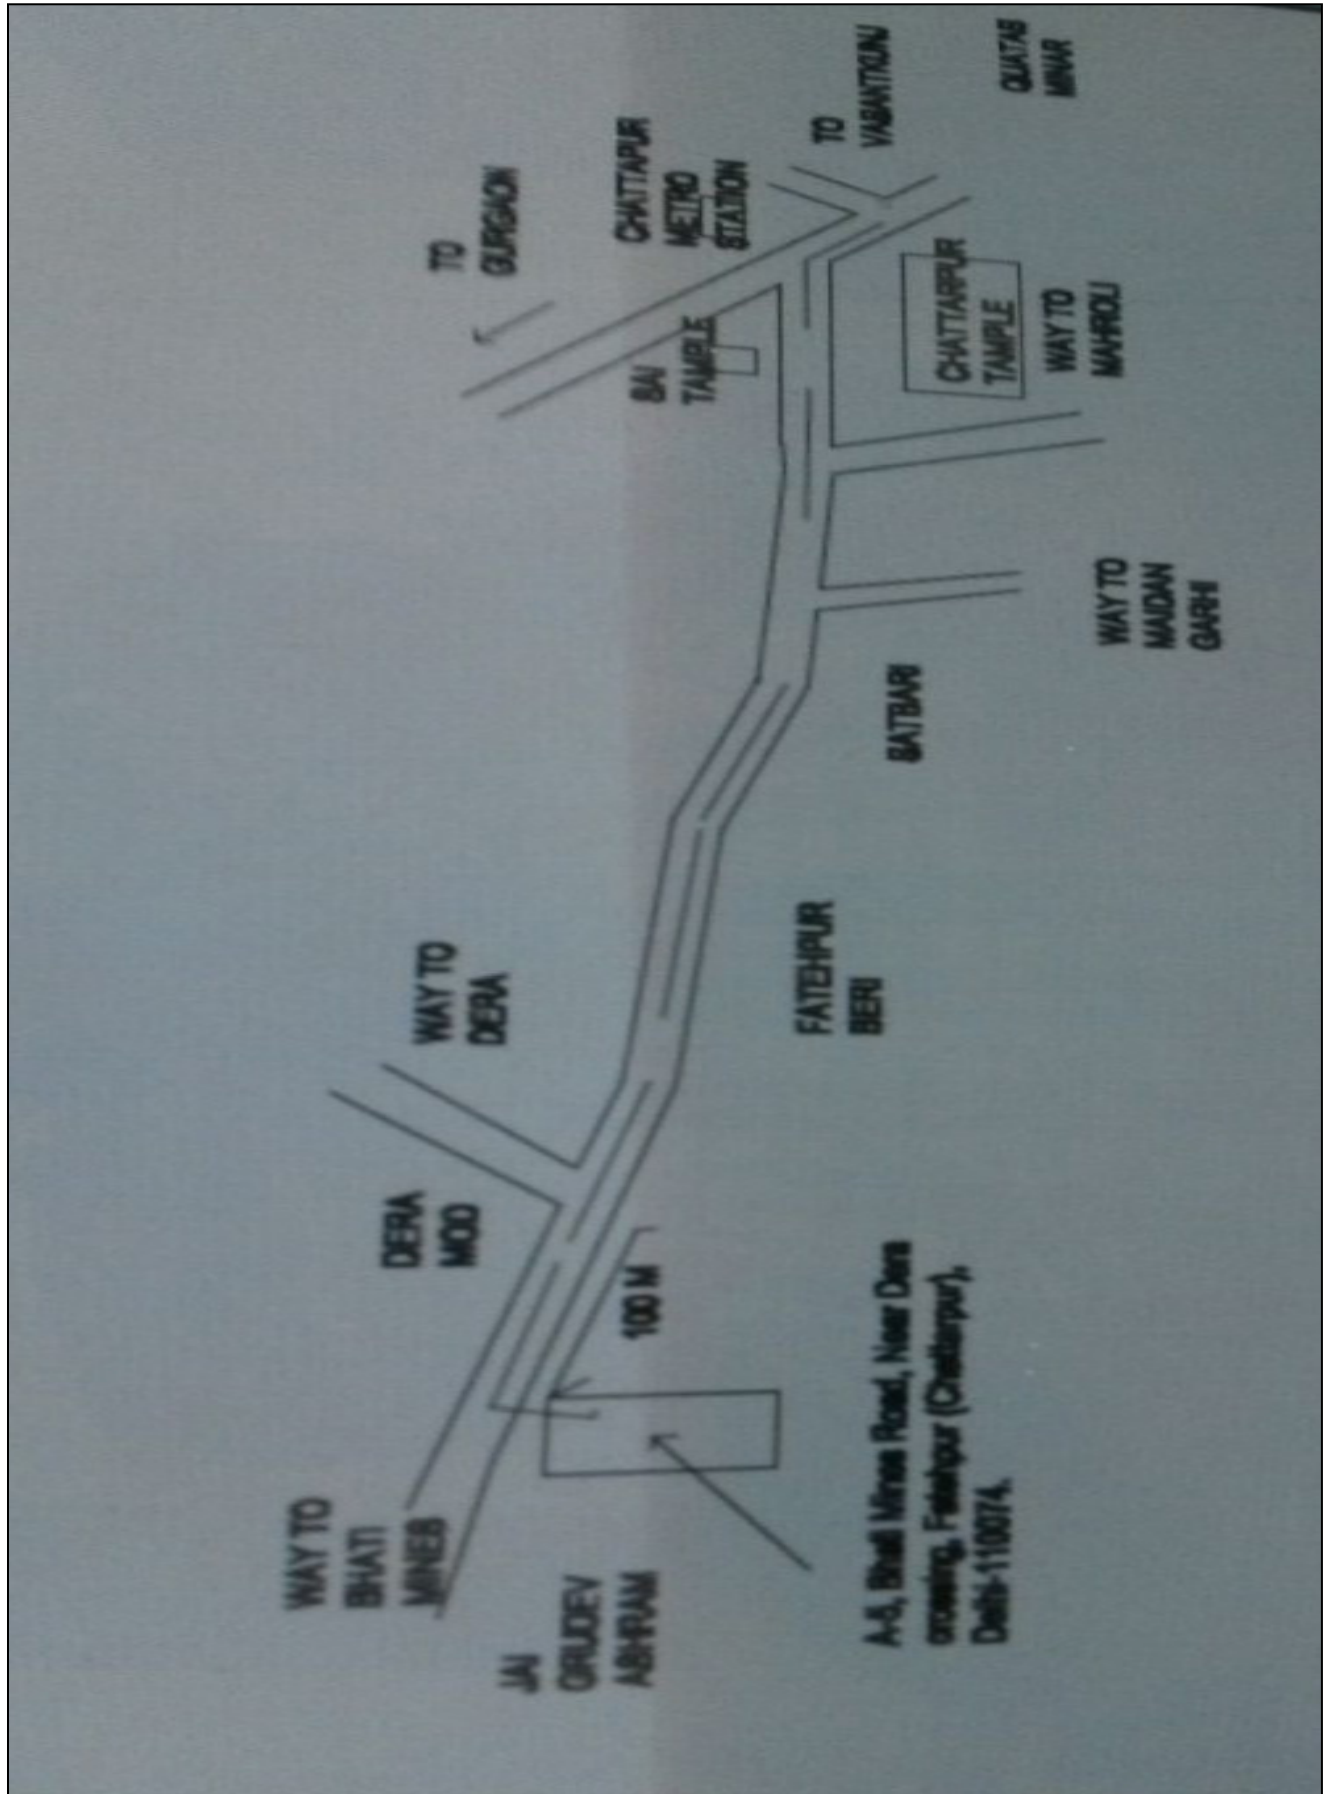 WAY TO
BHATI
MINES
DERA
MOD
WAY TO
DERA
TO
GURGAON
JAI
GRUDEV
ASHRAM
100 M
SAI
TAMPLE
CHATTAPUR
METRO
STATION
FATEHPUR
BERI
SATBARI
TO
VASANTKUNJ
A-5, Bhati Mines Road, Near Dera
crossing, Fatehpur (Chattarpur),
Delhi-110074.
CHATTARPUR
TAMPLE
QUATAB
MINAR
WAY TO
MAHROLI
WAY TO
MAIDAN
GARHI